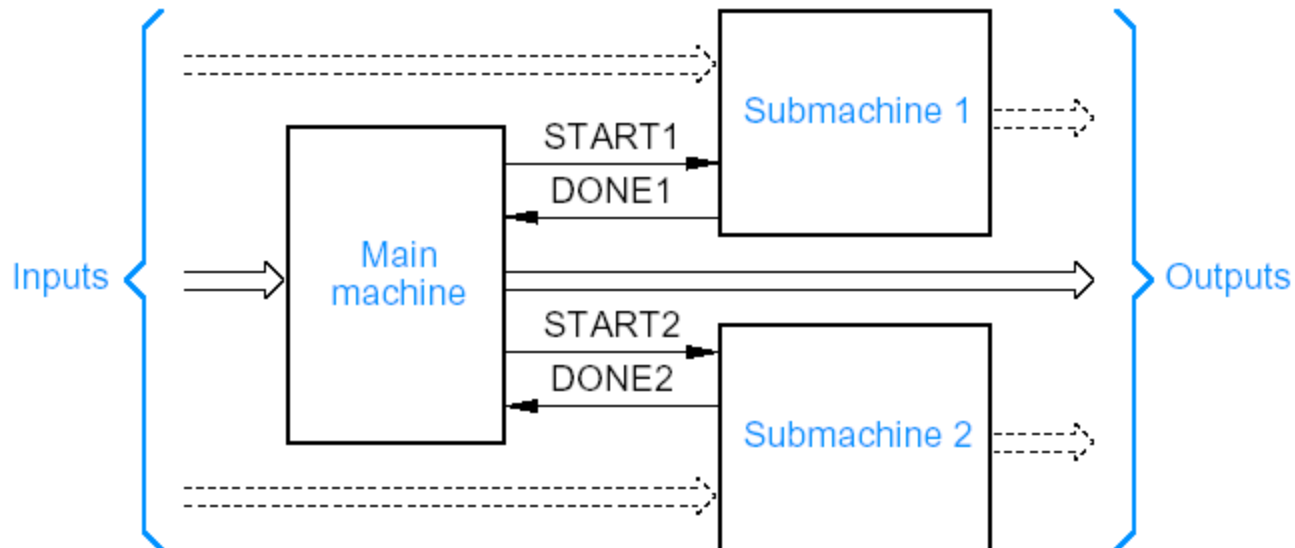 Submachine 1
START1
DONE1
Main
machine
Inputs
Outputs
START2
DONE2
Submachine 2